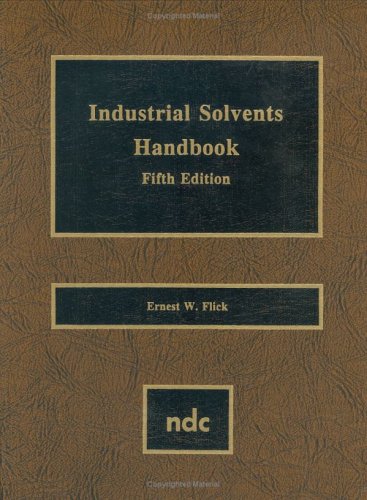 Industrial Solvents
Handbook
Fifth Edition
Ernest W. Flick
ndc